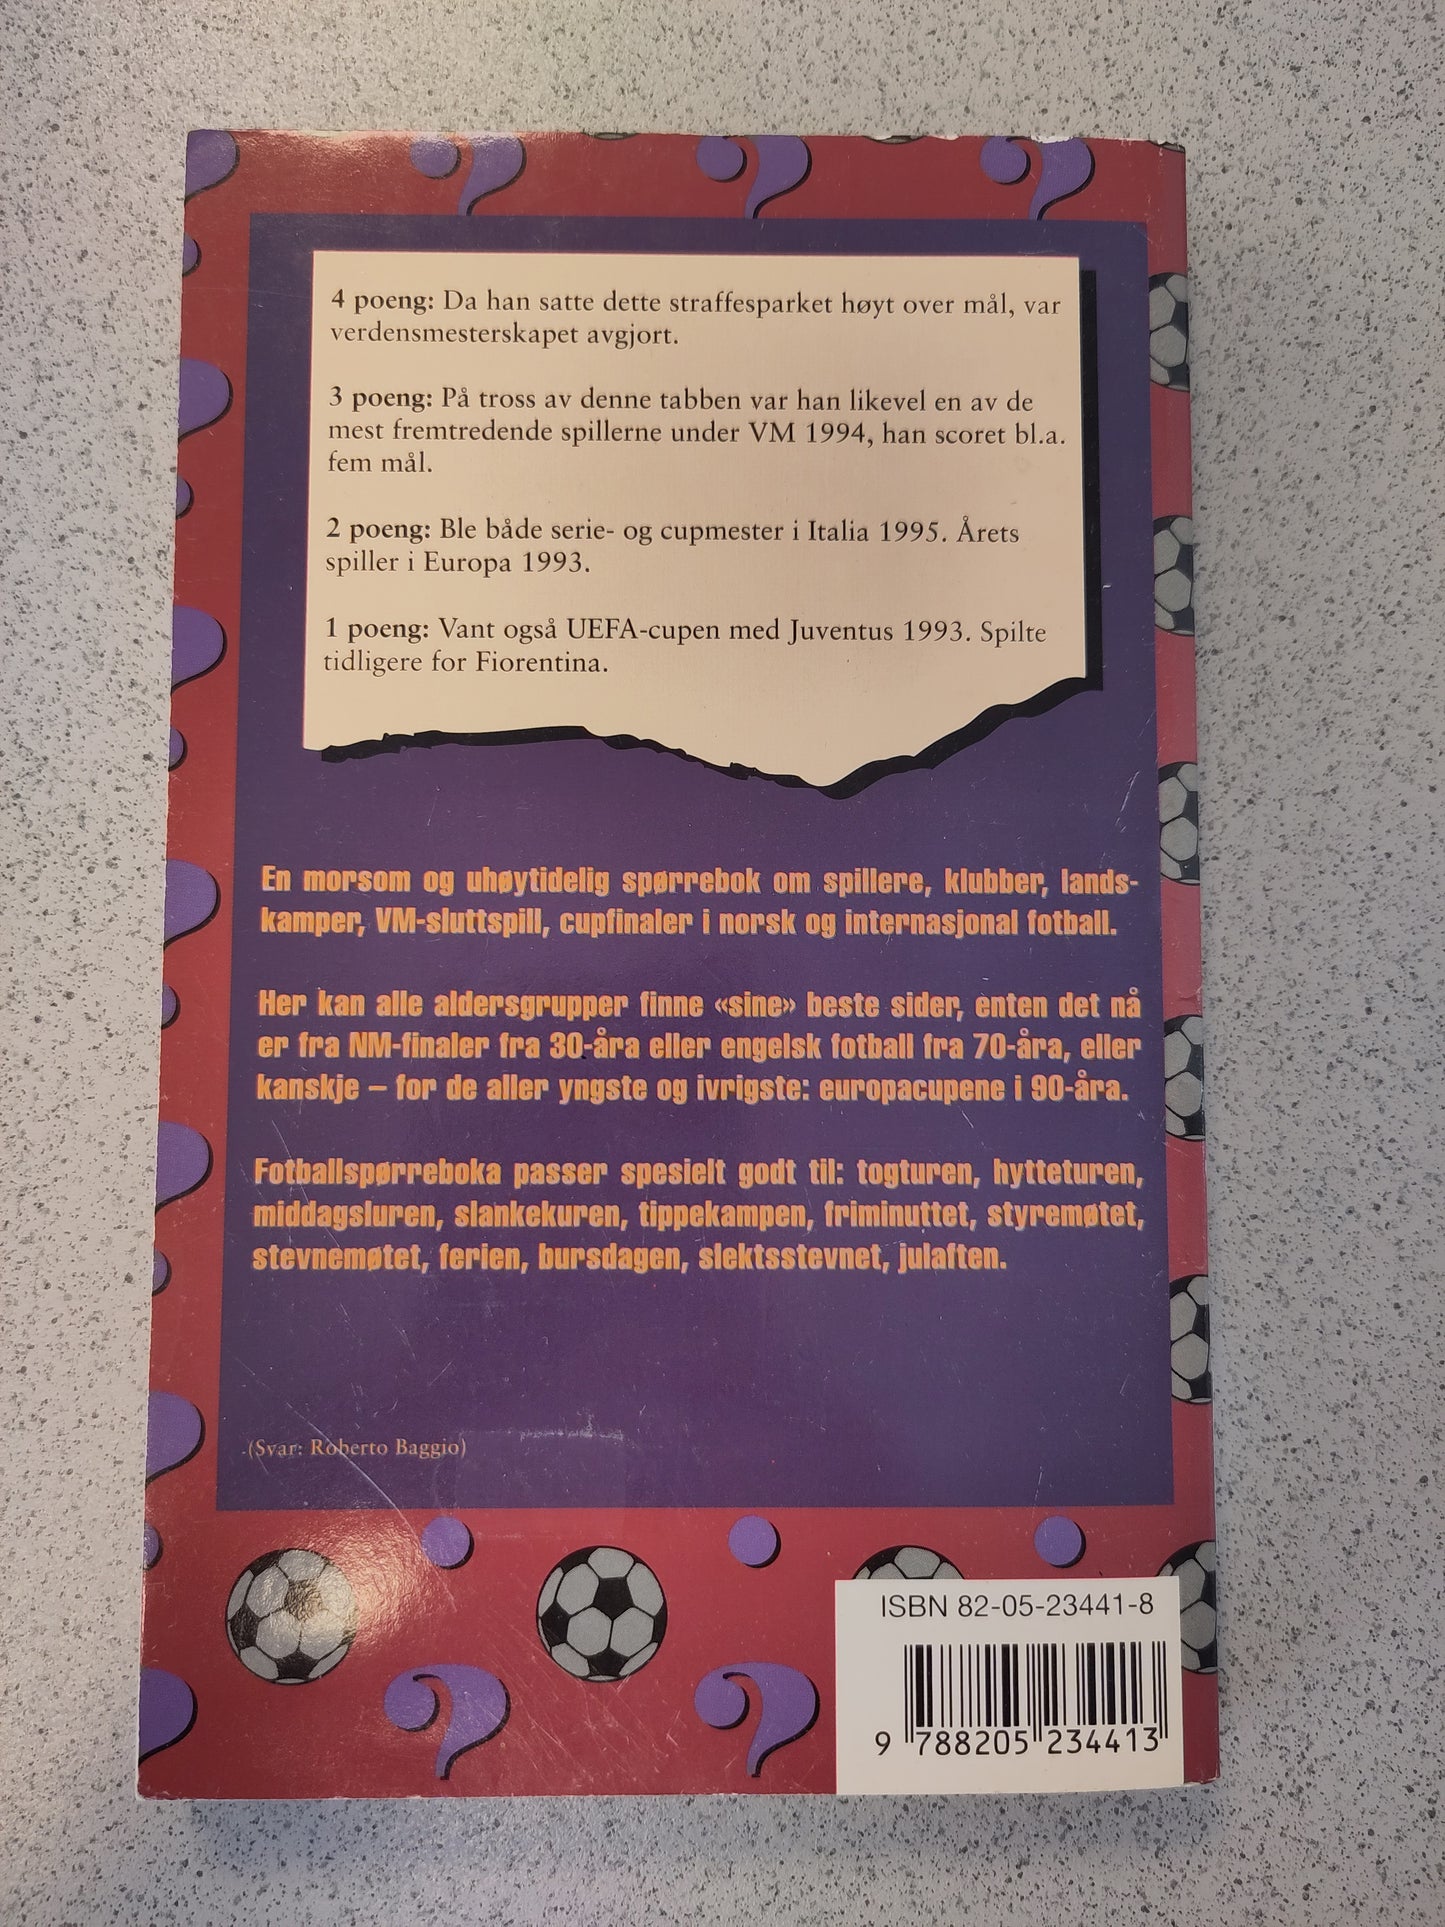 4 poeng: Da han satte dette straffesparket høyt over mål, var
verdensmesterskapet avgjort.
3 poeng: På tross av denne tabben var han likevel en av de
mest fremtredende spillerne under VM 1994, han scoret bl.a.
fem mål.
2 poeng: Ble både serie- og cupmester i Italia 1995. Årets
spiller i Europa 1993.
1 poeng: Vant også UEFA-cupen med Juventus 1993. Spilte
tidligere for Fiorentina.
En morsom og uhøytidelig spørrebok om spillere, klubber, lands-
kamper, VM-sluttspill, cupfinaler i norsk og internasjonal fotball.
Her kan alle aldersgrupper finne «sine» beste sider, enten det nå
er fra NM-finaler fra 30-åra eller engelsk fotball fra 70-åra, eller
kanskje – for de aller yngste og ivrigste: europacupene i 90-åra.
Fotballspørreboka passer spesielt godt til: togturen, hytteturen,
middagsluren, slankekuren, tippekampen, friminuttet, styremøtet,
stevnemøtet, ferien, bursdagen, slektsstevnet, julaften.
(Svar: Roberto Baggio)
ISBN 82-05-23441-8
9 788205 234413